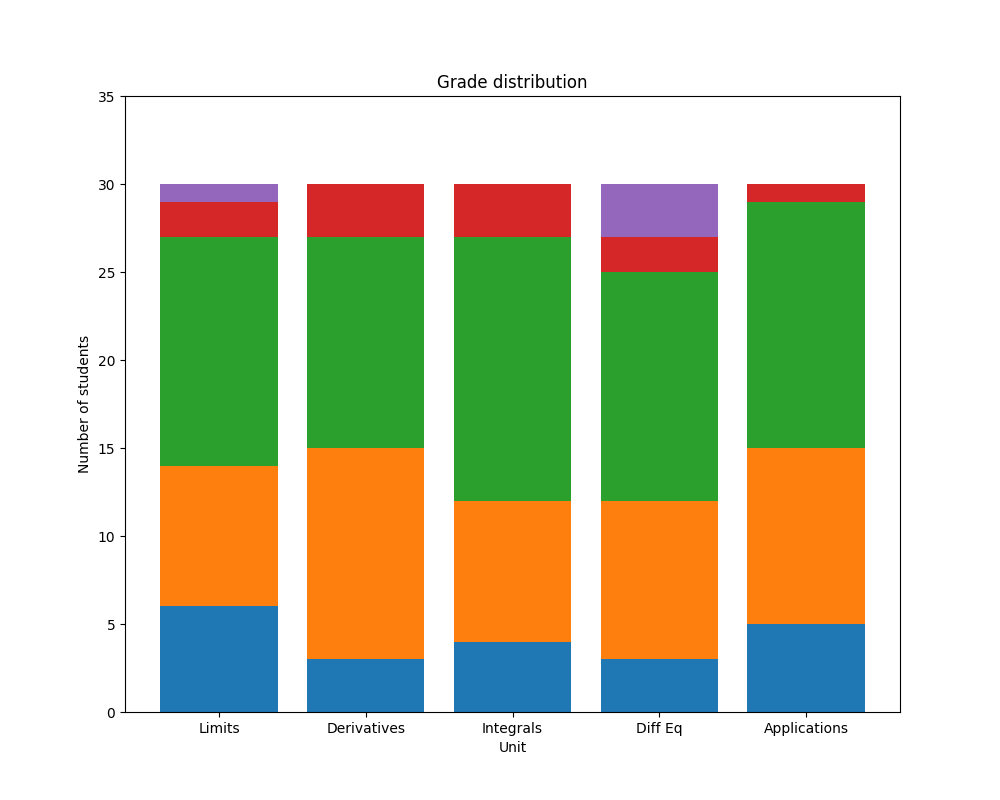 Grade distribution
35
30
25
20
15
10
5
0
Number of students
Limits Derivatives Integrals Diff Eq Applications
Unit